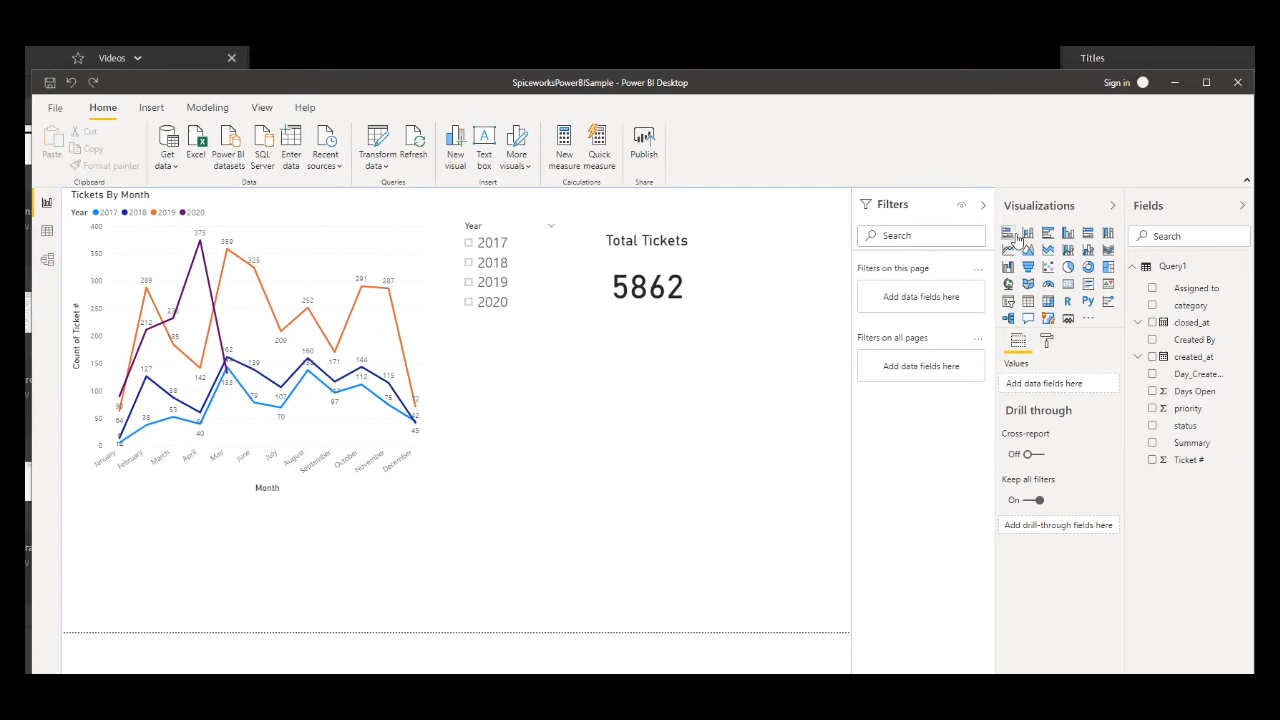 Videos
Titles
SpiceworksPowerBISample - Power BI Desktop
Sign in
File Home Insert Modeling View Help
Paste
Cut
Copy
Format painter
Clipboard
Get data
Excel
Power BI datasets
SQL Server
Enter data
Recent sources
Data
Transform data
Refresh
Queries
New visual
Text box
More visuals
Insert
New measure
Quick measure
Calculations
Publish
Share
Tickets By Month
Year 2017 2018 2019 2020
400
350
300
250
200
150
100
50
0
Count of Ticket #
375
359
325
289
291
287
252
212
209
171
142
160
127
139
144
133
107
115
112
88
79
70
97
75
64
53
38
40
45
42
January
February
March
April
May
June
July
August
September
October
November
December
Month
Year
2017
2018
2019
2020
Total Tickets
5862
Filters
Search
Filters on this page ...
Add data fields here
Filters on all pages ...
Add data fields here
Visualizations
R
Py
...
Values
Add data fields here
Drill through
Cross-report
Off
Keep all filters
On
Add drill-through fields here
Fields
Search
Query1
Assigned to
category
closed_at
Created By
created_at
Day_Create...
Σ Days Open
Σ priority
status
Summary
Σ Ticket #